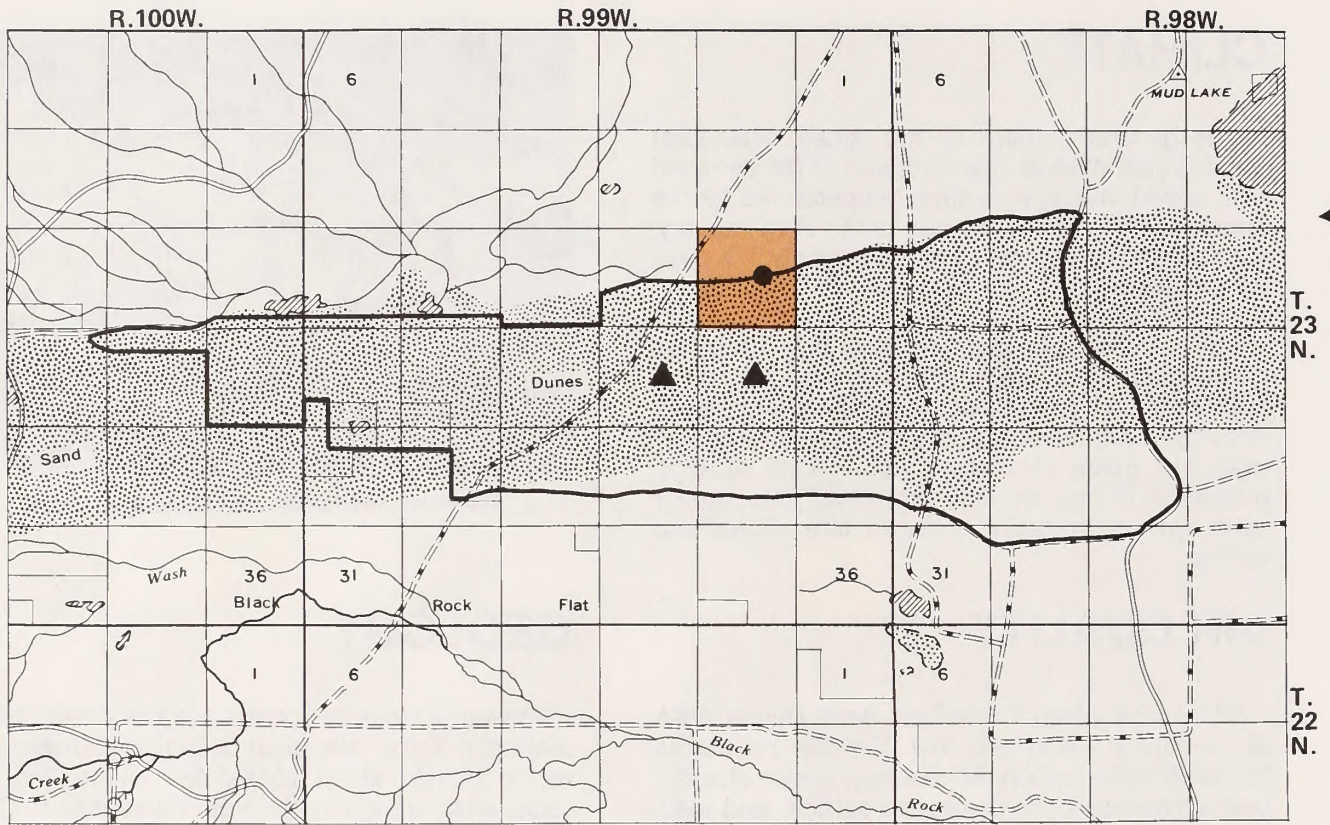 R.100W. R.99W. R.98W.
1 6 1 6
MUD LAKE
T.
23
N.
Dunes
Sand
Wash 36 31 36 31
Black Rock Flat
1 6 1 6
T.
22
N.
Black
Creek
Rock